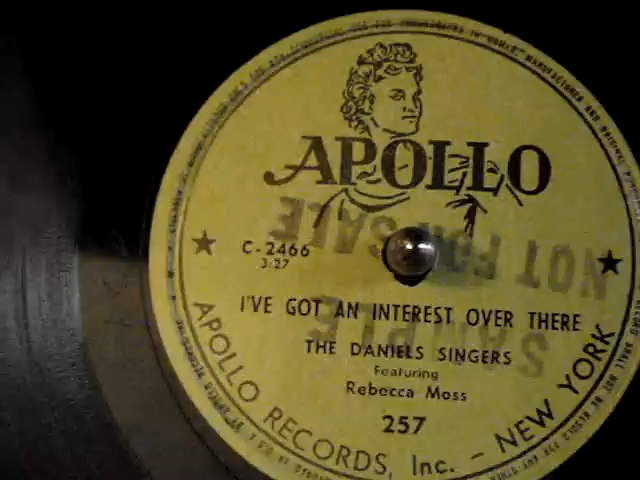 APOLLO
NOT FOR SALE
C-2466
3:27
I'VE GOT AN INTEREST OVER THERE
SAMPLE
THE DANIELS SINGERS
Featuring
Rebecca Moss
257
APOLLO RECORDS, Inc. - NEW YORK